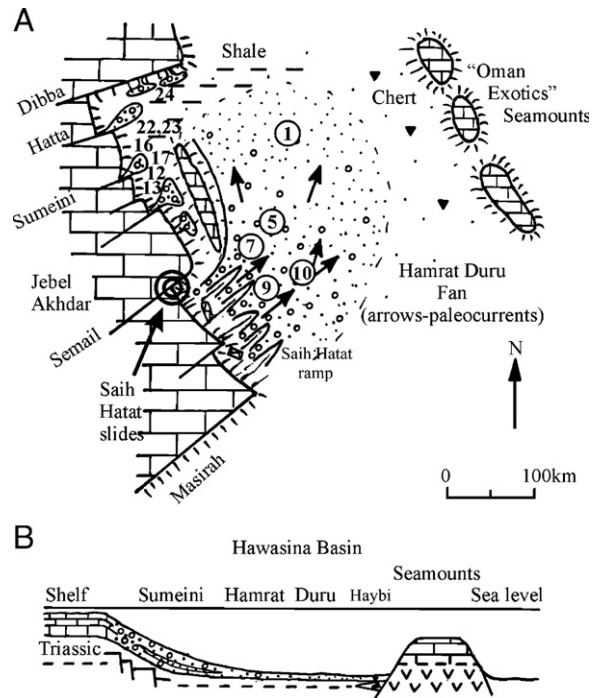 A
Shale
"Oman
Exotics"
Seamounts
Chert
Dibba
Hatta
Sumeini
24
22,23
16
17
12
136
1
5
7
10
9
Jebel
Akhdar
Semail
Hamrat Duru
Fan
(arrows-paleocurrents)
Saih Hatat
ramp
Saih
Hatat
slides
Masirah
N
0 100km
B
Hawasina Basin
Seamounts
Shelf Sumeini Hamrat Duru Haybi Sea level
Triassic